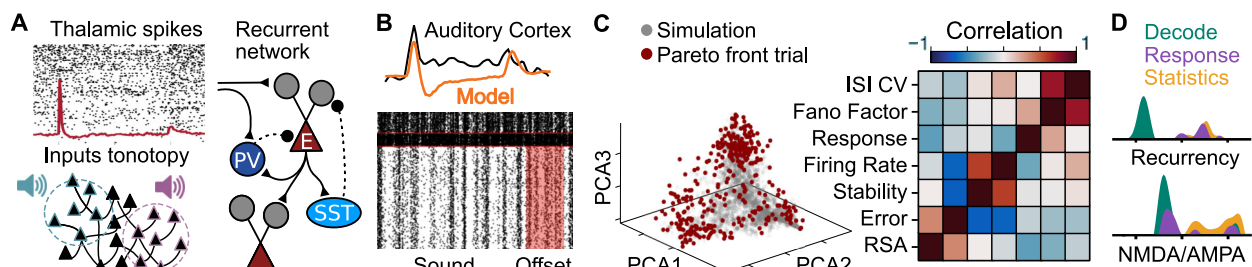 A
Thalamic spikes
Inputs tonotopy
Recurrent
network
E
PV
SST
B
Auditory Cortex
Model
Sound
Offset
C
Simulation
Pareto front trial
PCA3
PCA1
PCA2
Correlation
−1
1
ISI CV
Fano Factor
Response
Firing Rate
Stability
Error
RSA
D
Decode
Response
Statistics
Recurrency
NMDA/AMPA